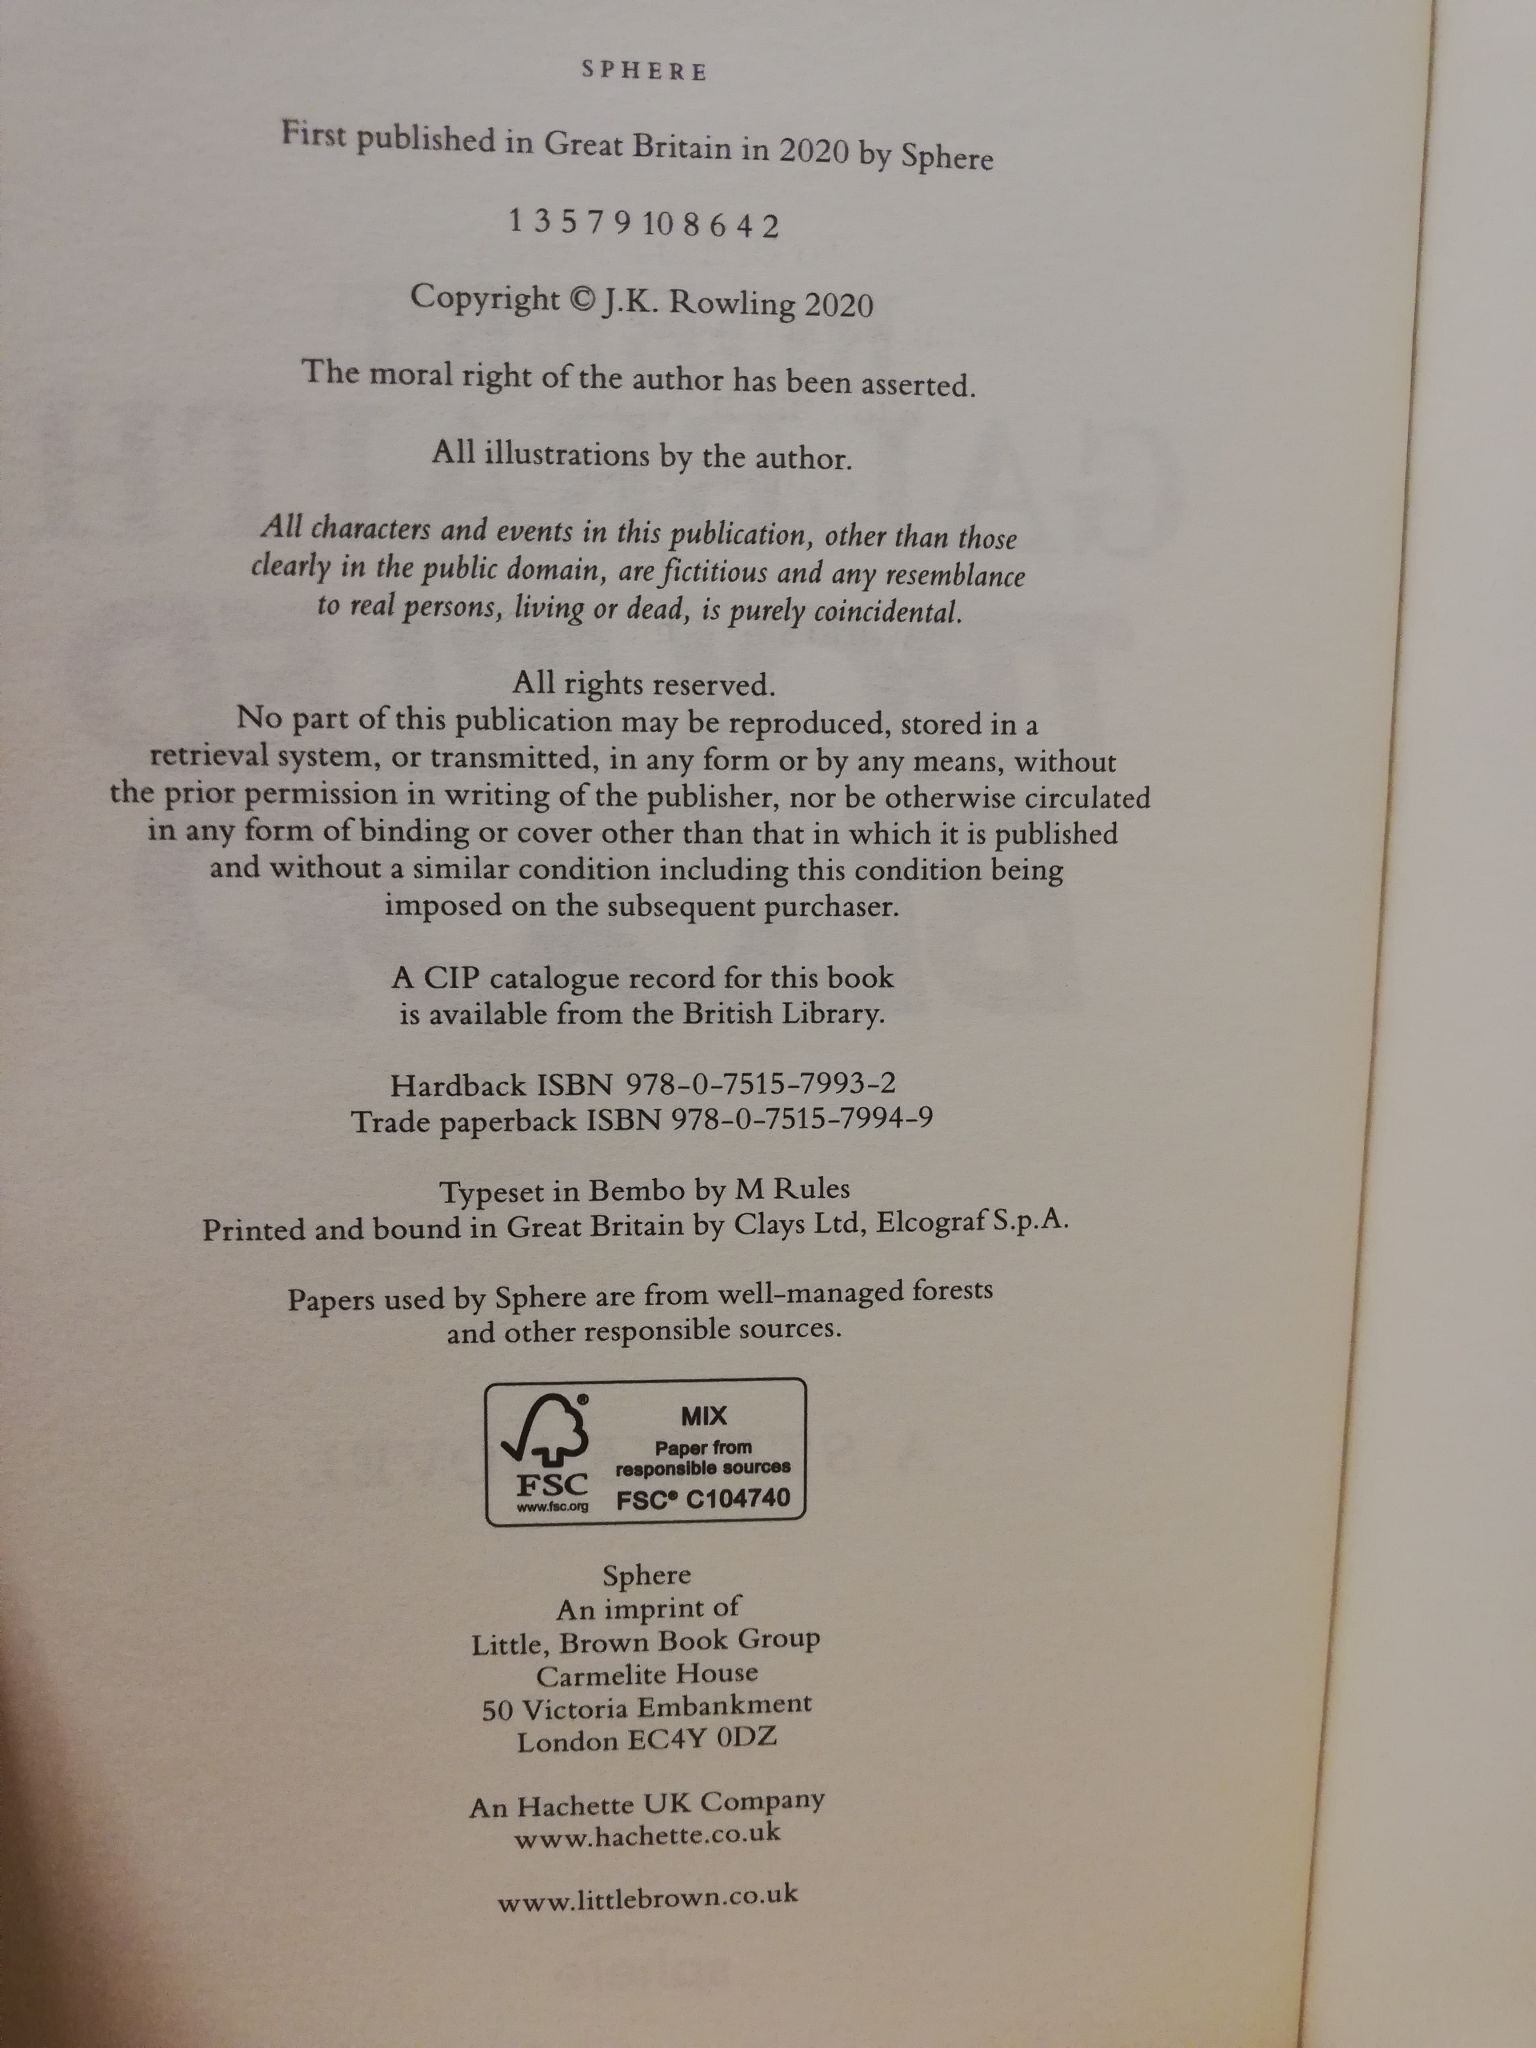 SPHERE
First published in Great Britain in 2020 by Sphere
1 3 5 7 9 10 8 6 4 2
Copyright © J.K. Rowling 2020
The moral right of the author has been asserted.
All illustrations by the author.
All characters and events in this publication, other than those
clearly in the public domain, are fictitious and any resemblance
to real persons, living or dead, is purely coincidental.
All rights reserved.
No part of this publication may be reproduced, stored in a
retrieval system, or transmitted, in any form or by any means, without
the prior permission in writing of the publisher, nor be otherwise circulated
in any form of binding or cover other than that in which it is published
and without a similar condition including this condition being
imposed on the subsequent purchaser.
A CIP catalogue record for this book
is available from the British Library.
Hardback ISBN 978-0-7515-7993-2
Trade paperback ISBN 978-0-7515-7994-9
Typeset in Bembo by M Rules
Printed and bound in Great Britain by Clays Ltd, Elcograf S.p.A.
Papers used by Sphere are from well-managed forests
and other responsible sources.
®
FSC
www.fsc.org
MIX
Paper from
responsible sources
FSC® C104740
Sphere
An imprint of
Little, Brown Book Group
Carmelite House
50 Victoria Embankment
London EC4Y 0DZ
An Hachette UK Company
www.hachette.co.uk
www.littlebrown.co.uk